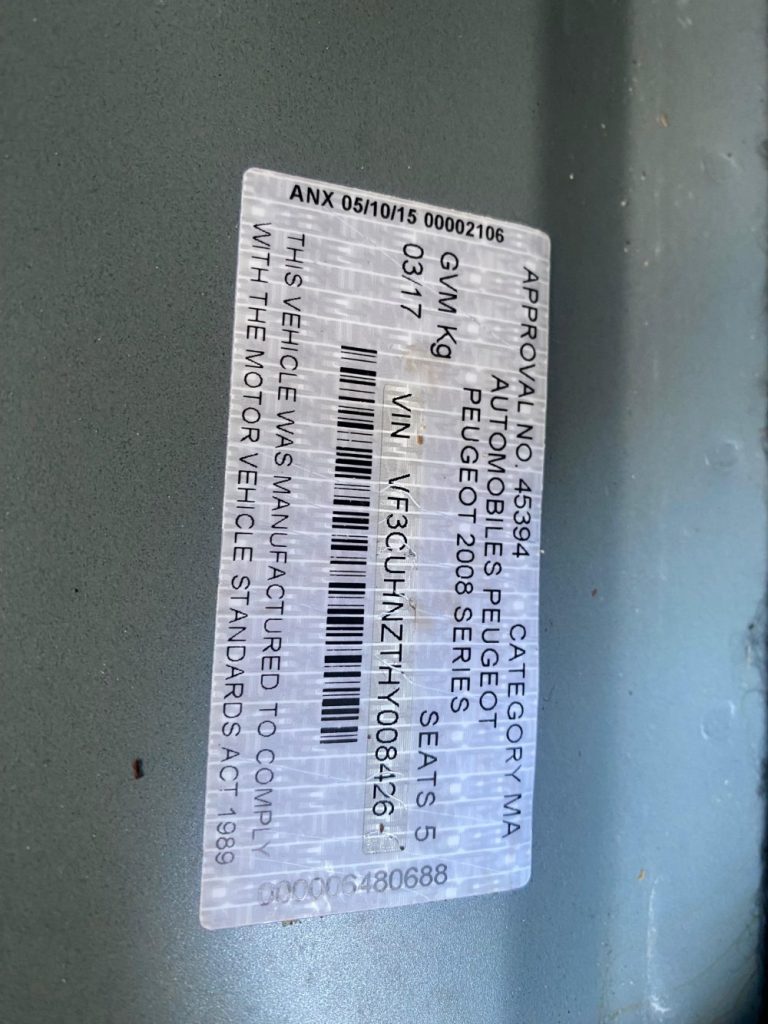 APPROVAL NO. 45394 CATEGORY MA
AUTOMOBILES PEUGEOT
PEUGEOT 2008 SERIES
GVM Kg SEATS 5
03/17 VIN VF3CUHNZTHY008426
THIS VEHICLE WAS MANUFACTURED TO COMPLY
WITH THE MOTOR VEHICLE STANDARDS ACT 1989
ANX 05/10/15 00002106
000006480688